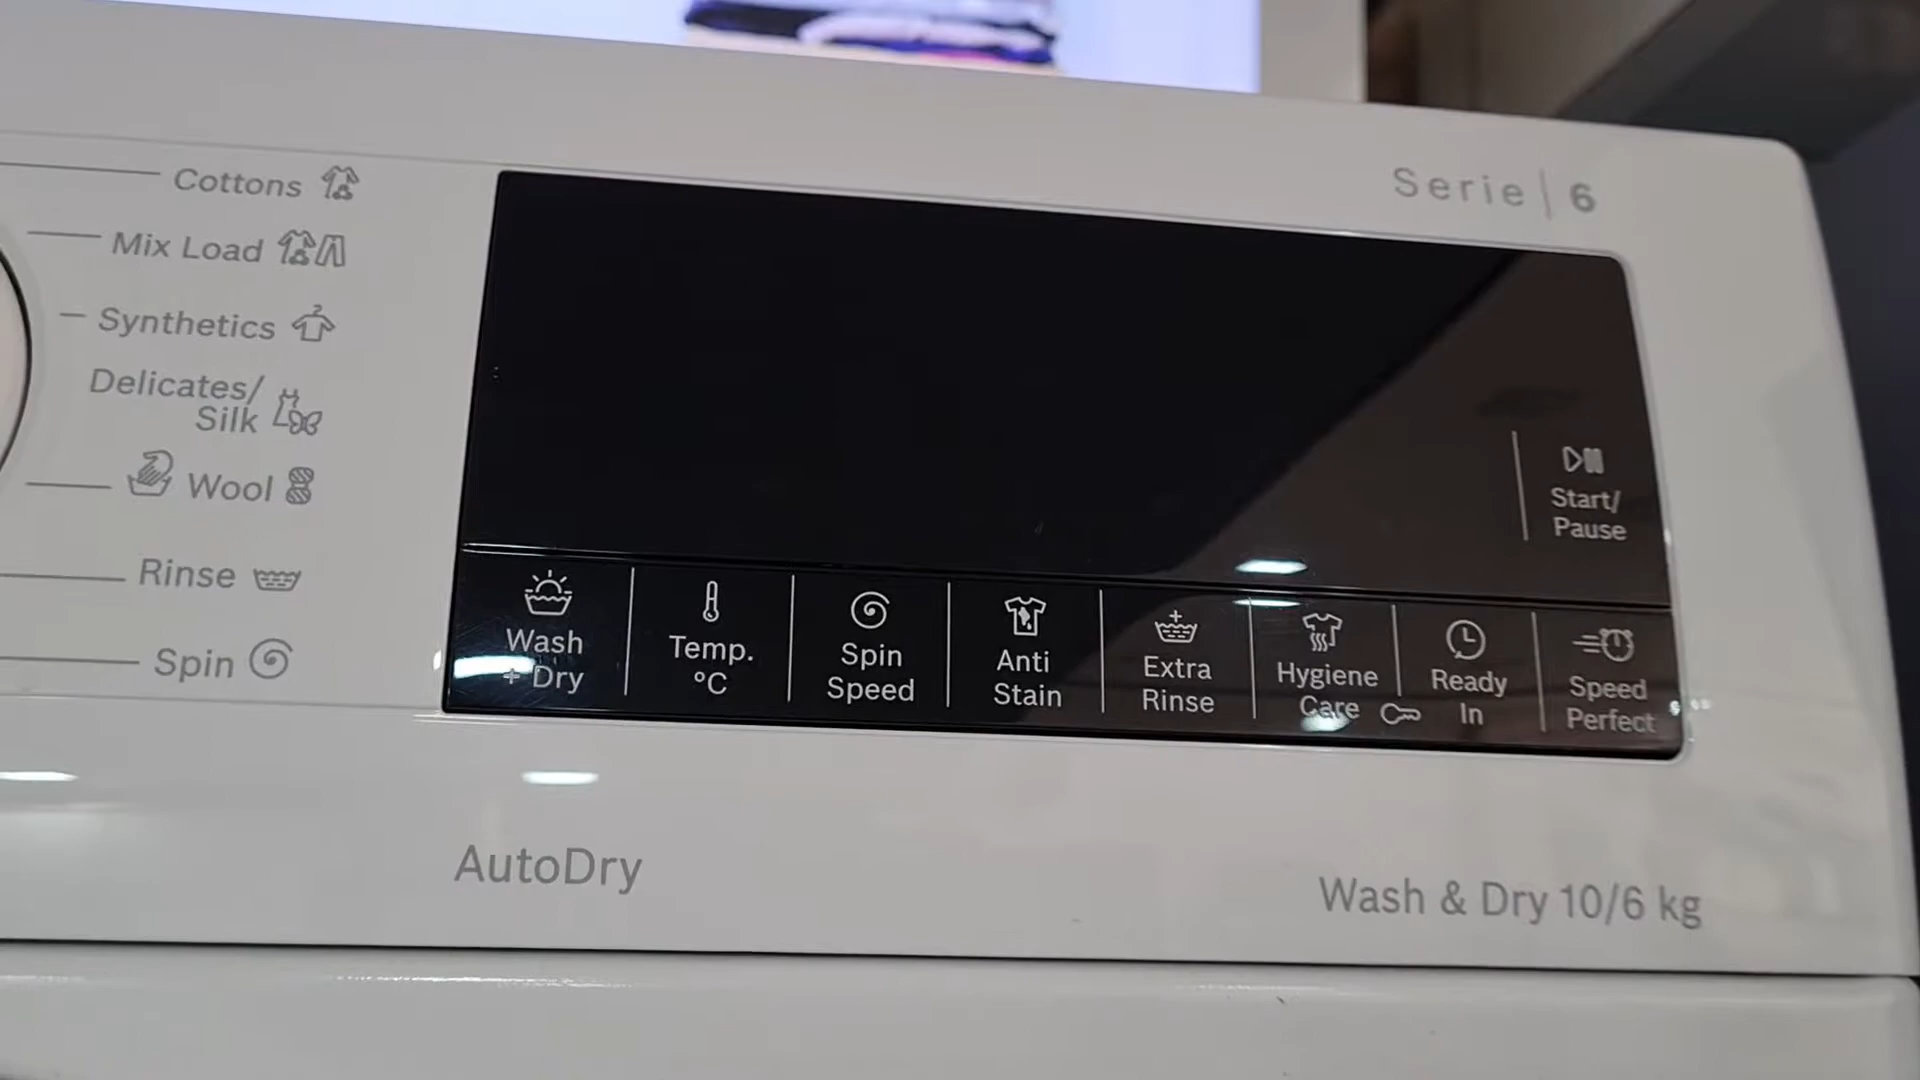 Serie | 6
Cottons
Mix Load
Synthetics
Delicates/
Silk
Wool
Rinse
Spin
Start/
Pause
Wash
+ Dry
Temp.
°C
Spin
Speed
Anti
Stain
Extra
Rinse
Hygiene
Care
Ready
In
Speed
Perfect
AutoDry
Wash & Dry 10/6 kg